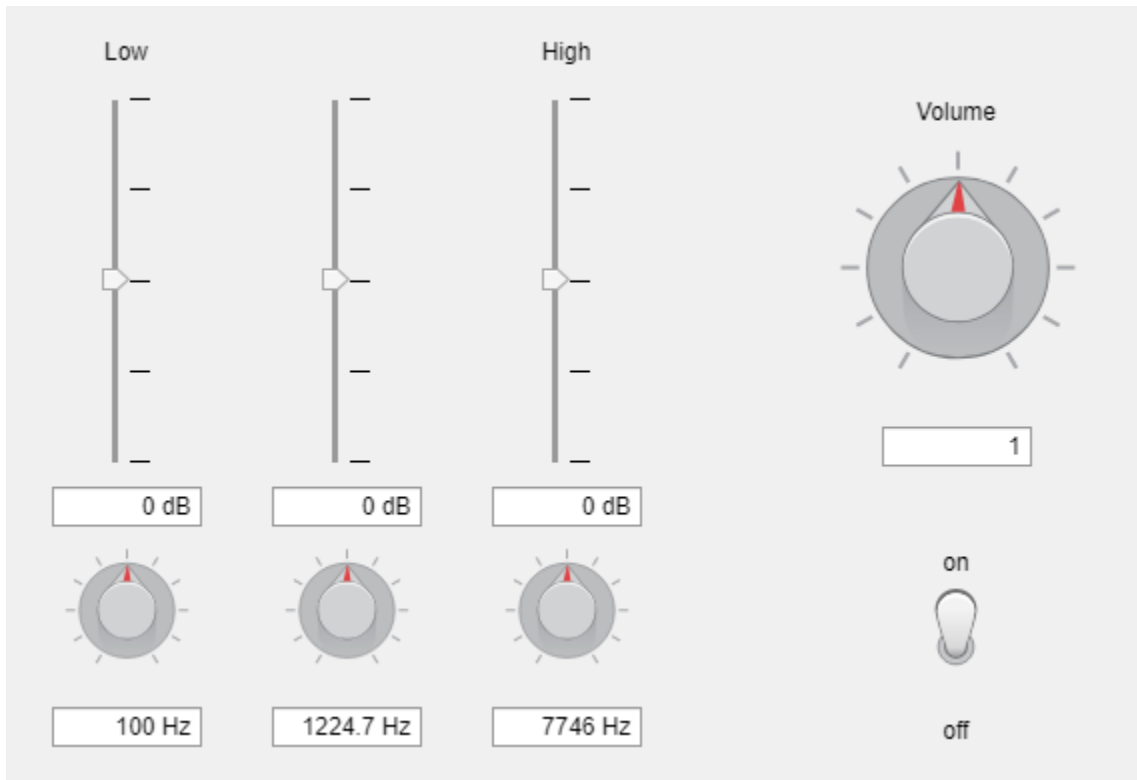 Low
High
Volume
1
0 dB
0 dB
0 dB
on
100 Hz
1224.7 Hz
7746 Hz
off